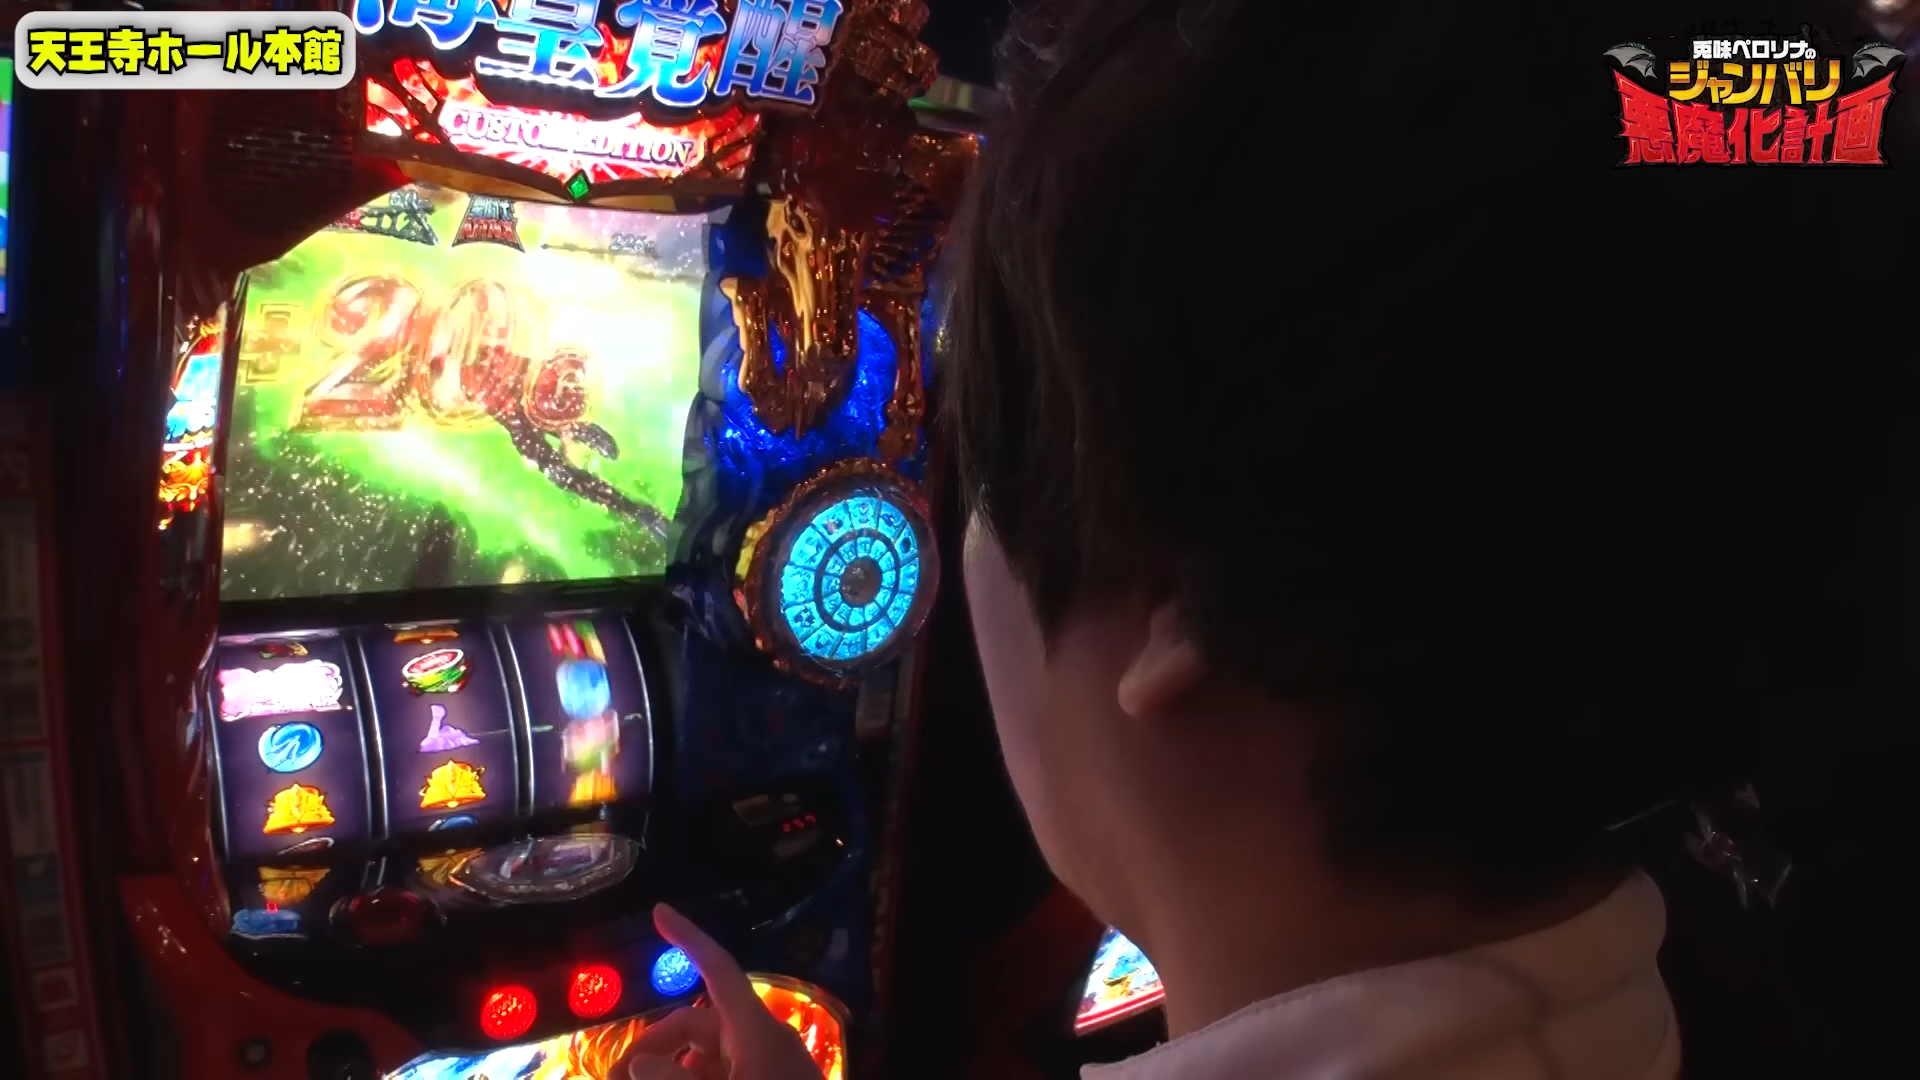 天王寺ホール本館
海皇覚醒
CUSTOM EDITION
兎味ペロリナの
ジャンバリ
悪魔化計画
+20G